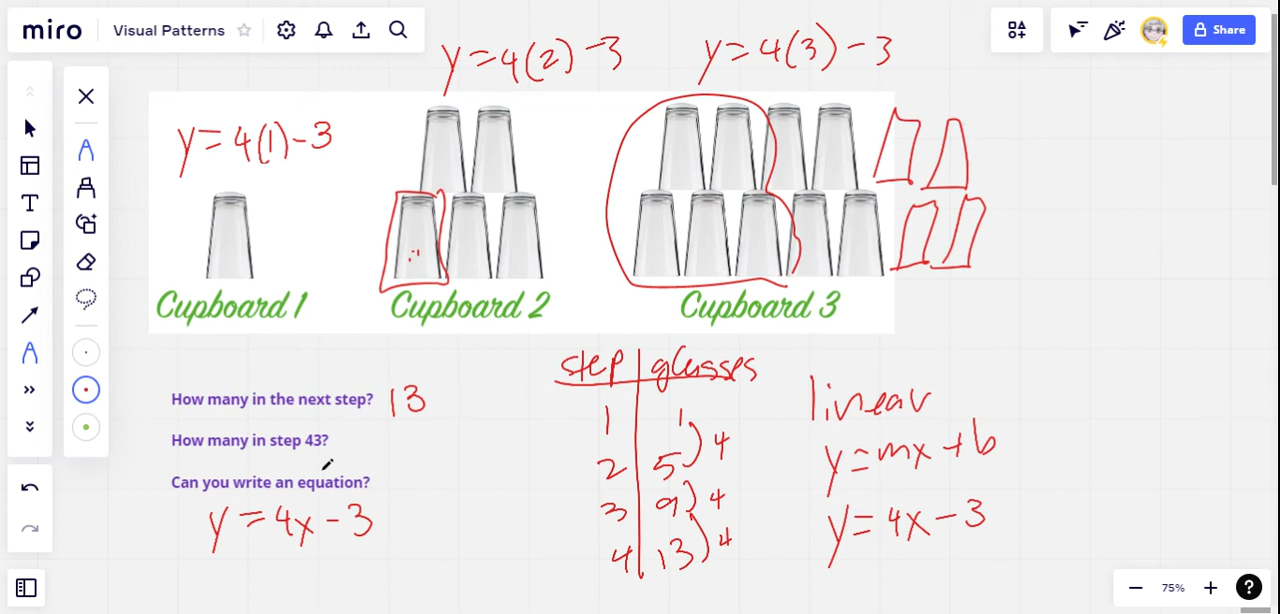 miro
Visual Patterns
Share
y=4(2)-3
y=4(3)-3
y=4(1)-3
Cupboard 1
Cupboard 2
Cupboard 3
How many in the next step? 13
How many in step 43?
Can you write an equation?
y=4x-3
step glasses
1 1
2 5 4
3 9 4
4 13 4
linear
y=mx+b
y=4x-3
75%